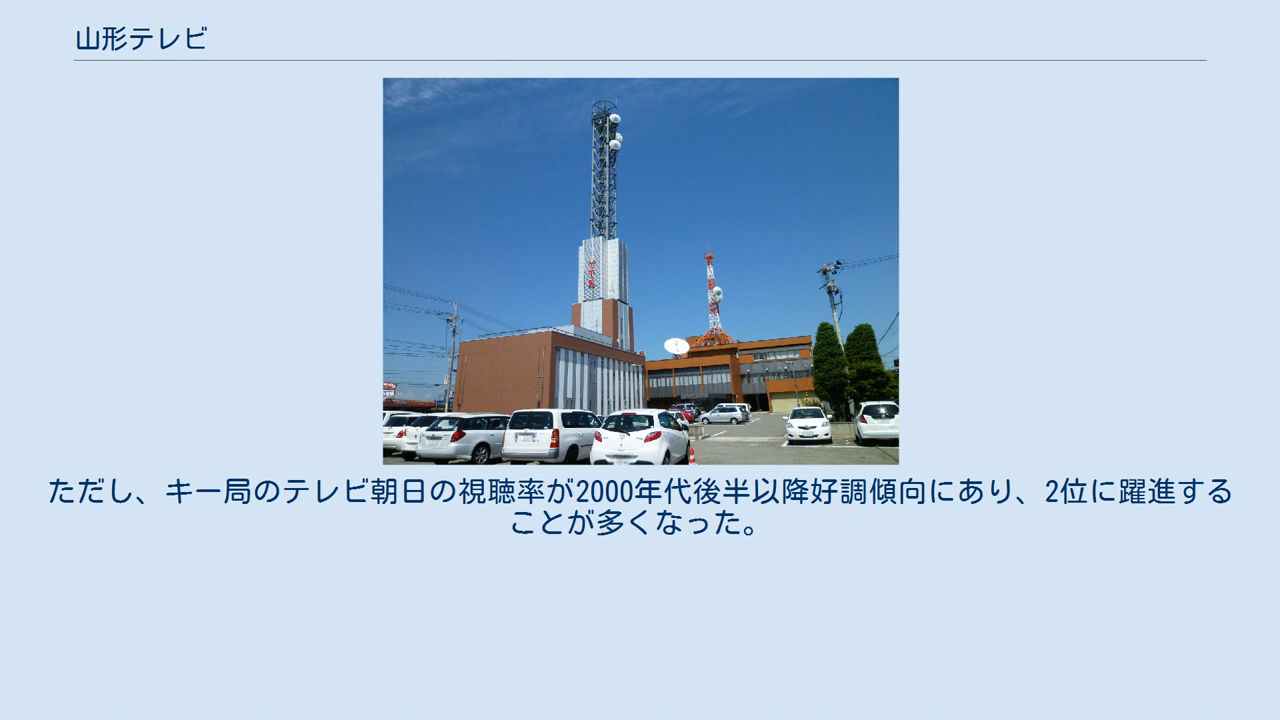 山形テレビ
ただし、キー局のテレビ朝日の視聴率が2000年代後半以降好調傾向にあり、2位に躍進する
ことが多くなった。